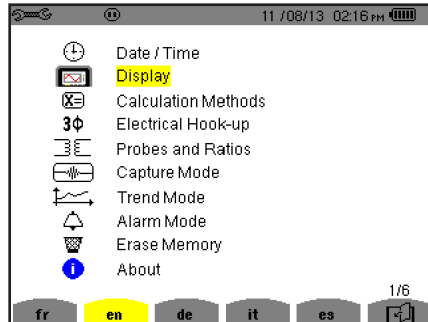 11 / 08/13 02:16 PM
Date / Time
Display
X= Calculation Methods
3Φ Electrical Hook-up
Probes and Ratios
Capture Mode
Trend Mode
Alarm Mode
Erase Memory
i About
1/6
fr en de it es